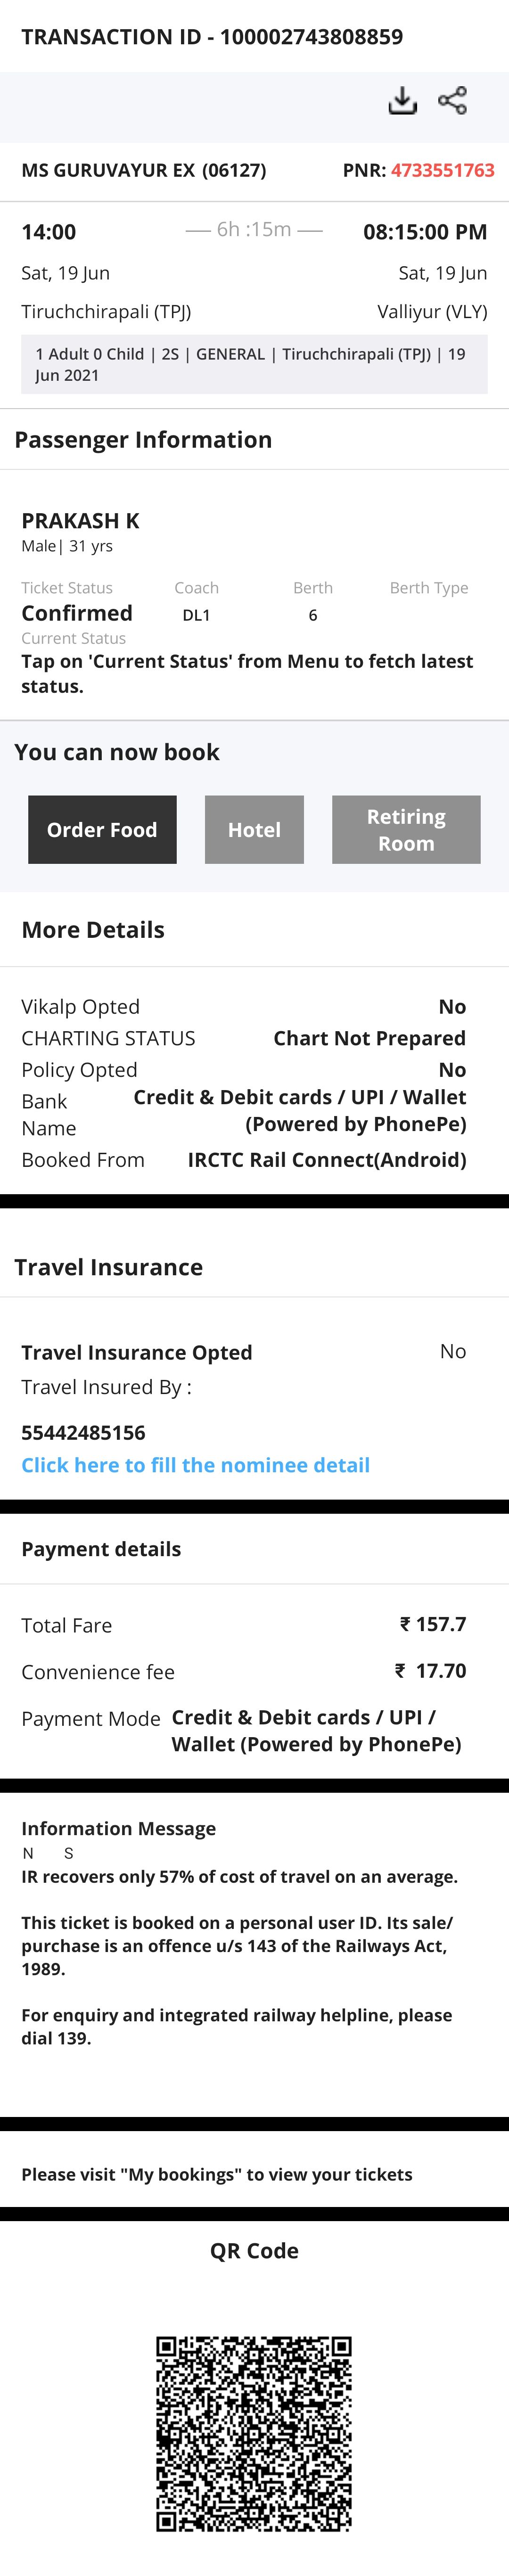 TRANSACTION ID - 100002743808859
MS GURUVAYUR EX (06127) PNR: 4733551763
14:00 6h :15m 08:15:00 PM
Sat, 19 Jun Sat, 19 Jun
Tiruchchirapali (TPJ) Valliyur (VLY)
1 Adult 0 Child | 2S | GENERAL | Tiruchchirapali (TPJ) | 19
Jun 2021
Passenger Information
PRAKASH K
Male| 31 yrs
Ticket Status Coach Berth Berth Type
Confirmed DL1 6
Current Status
Tap on 'Current Status' from Menu to fetch latest
status.
You can now book
Order Food Hotel Retiring
Room
More Details
Vikalp Opted No
CHARTING STATUS Chart Not Prepared
Policy Opted No
Bank Credit & Debit cards / UPI / Wallet
Name (Powered by PhonePe)
Booked From IRCTC Rail Connect(Android)
Travel Insurance
Travel Insurance Opted No
Travel Insured By :
55442485156
Click here to fill the nominee detail
Payment details
Total Fare ₹ 157.7
Convenience fee ₹ 17.70
Payment Mode Credit & Debit cards / UPI /
Wallet (Powered by PhonePe)
Information Message
N S
IR recovers only 57% of cost of travel on an average.
This ticket is booked on a personal user ID. Its sale/
purchase is an offence u/s 143 of the Railways Act,
1989.
For enquiry and integrated railway helpline, please
dial 139.
Please visit "My bookings" to view your tickets
QR Code